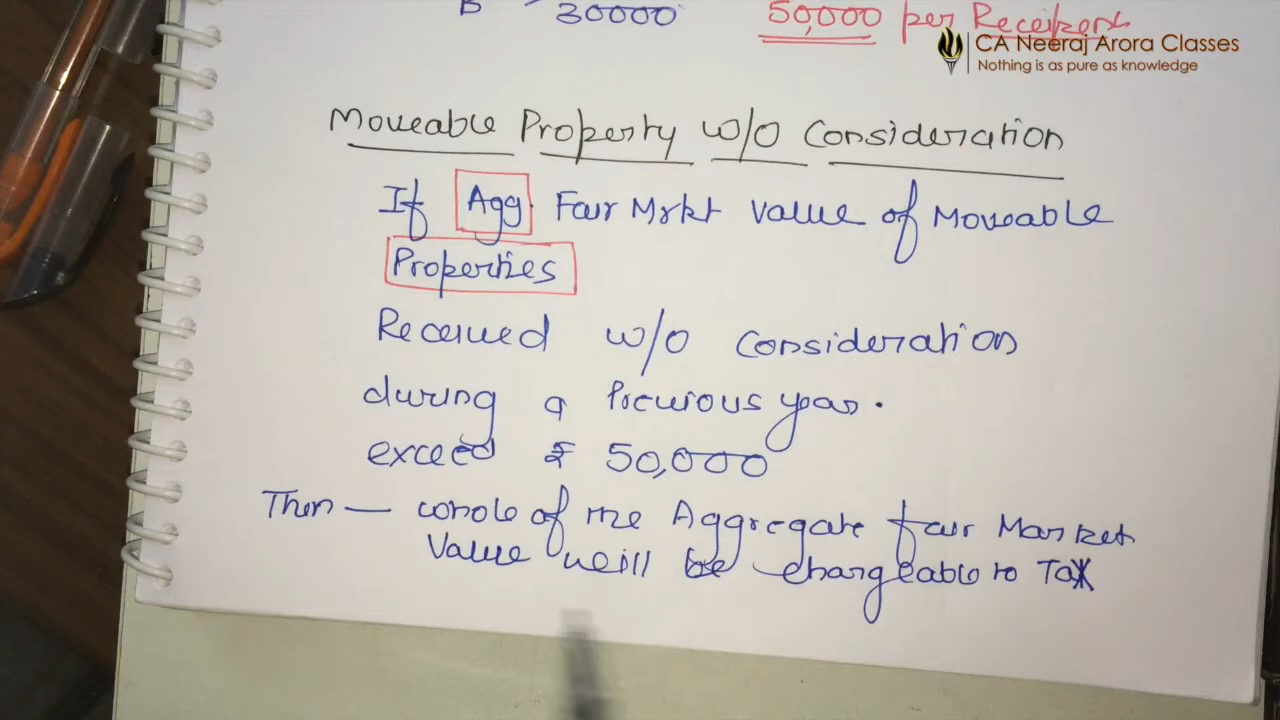 B 30000 50,000 per Receipent
CA Neeraj Arora Classes
Nothing is as pure as knowledge
Moveable Property w/o Consideration
If Agg. Fair Mrkt Value of Moveable
Properties
Received w/o Consideration
during a Previous year.
exceed ₹ 50,000
Then — whole of the Aggregate fair Market
Value will be chargeable to Tax